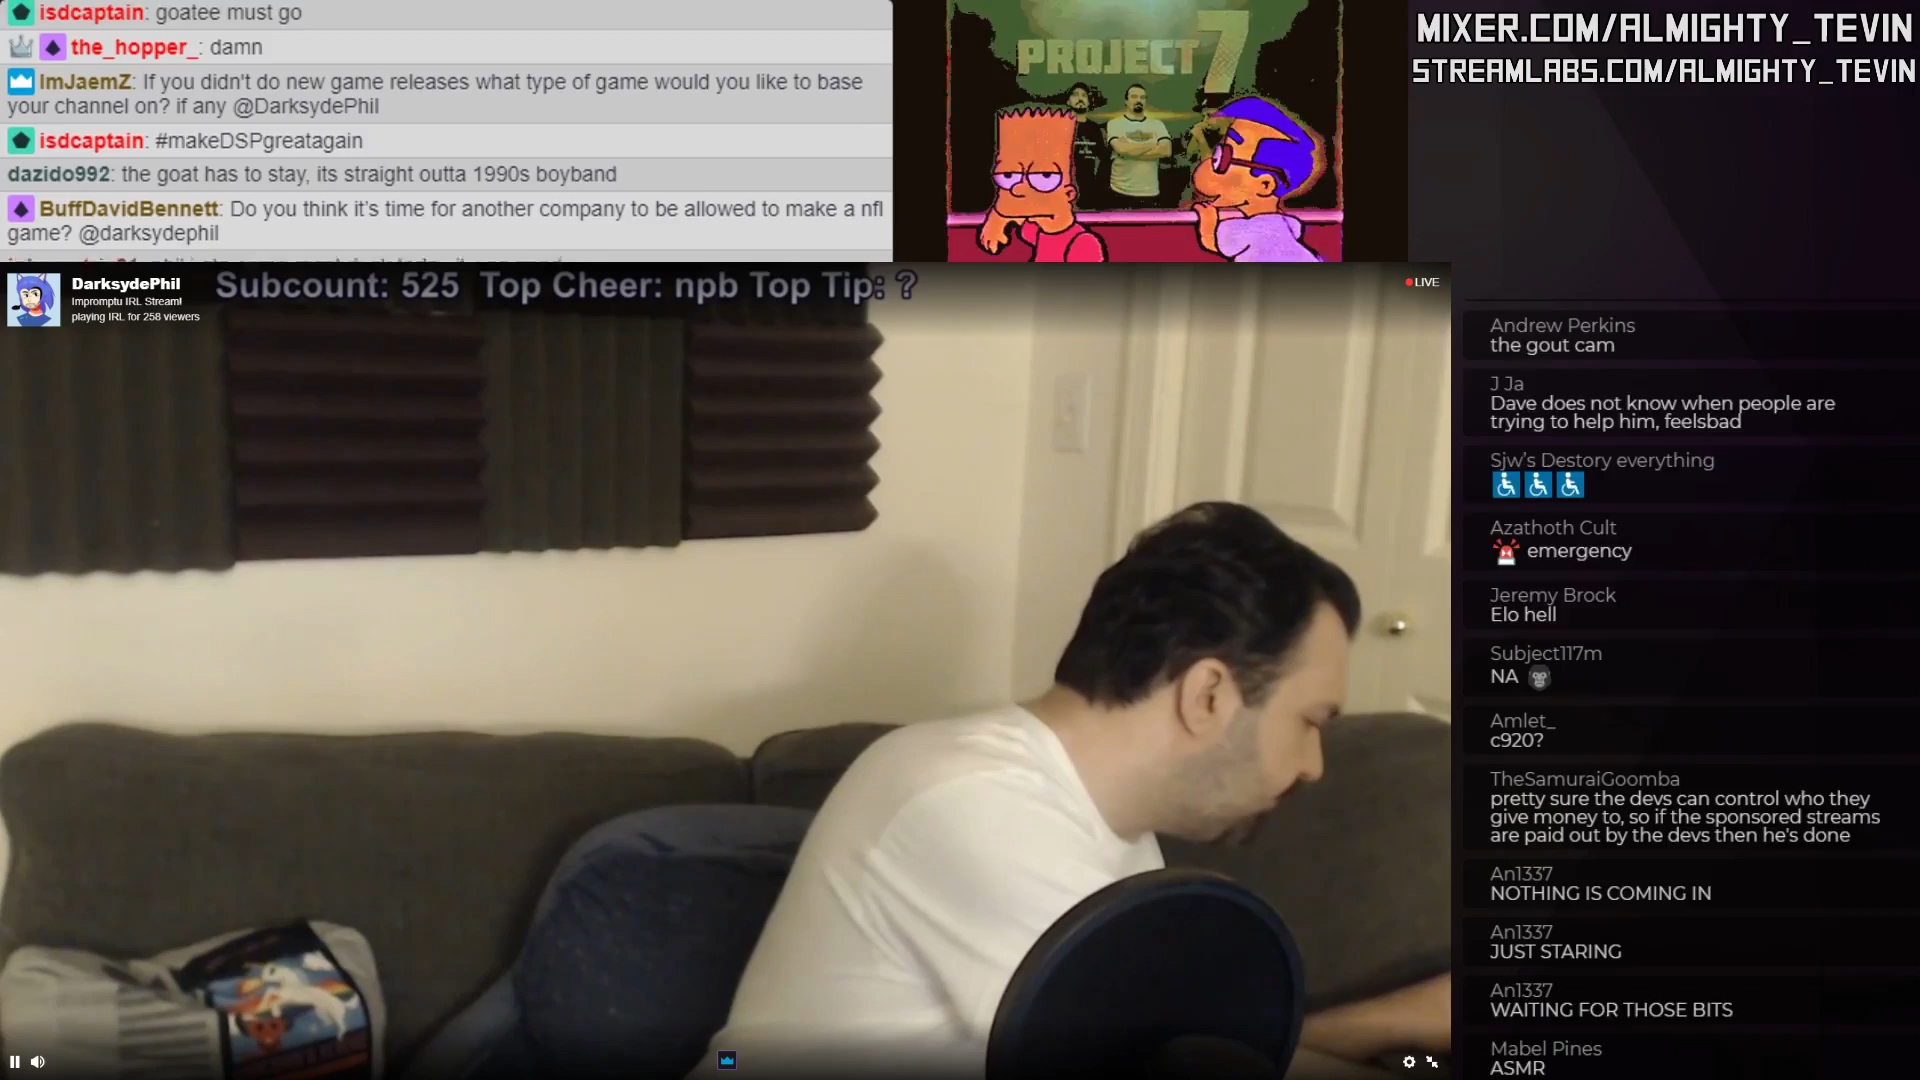 isdcaptain: goatee must go
the_hopper_: damn
ImJaemZ: If you didn't do new game releases what type of game would you like to base
your channel on? if any @DarksydePhil
isdcaptain: #makeDSPgreatagain
dazido992: the goat has to stay, its straight outta 1990s boyband
BuffDavidBennett: Do you think it's time for another company to be allowed to make a nfl
game? @darksydephil
PROJECT 7
MIXER.COM/ALMIGHTY_TEVIN
STREAMLABS.COM/ALMIGHTY_TEVIN
DarksydePhil
Impromptu IRL Stream!
playing IRL for 258 viewers
Subcount: 525 Top Cheer: npb Top Tip: ?
LIVE
Andrew Perkins
the gout cam
J Ja
Dave does not know when people are
trying to help him, feelsbad
Sjw's Destory everything
Azathoth Cult
emergency
Jeremy Brock
Elo hell
Subject117m
NA
Amlet_
c920?
TheSamuraiGoomba
pretty sure the devs can control who they
give money to, so if the sponsored streams
are paid out by the devs then he's done
An1337
NOTHING IS COMING IN
An1337
JUST STARING
An1337
WAITING FOR THOSE BITS
Mabel Pines
ASMR